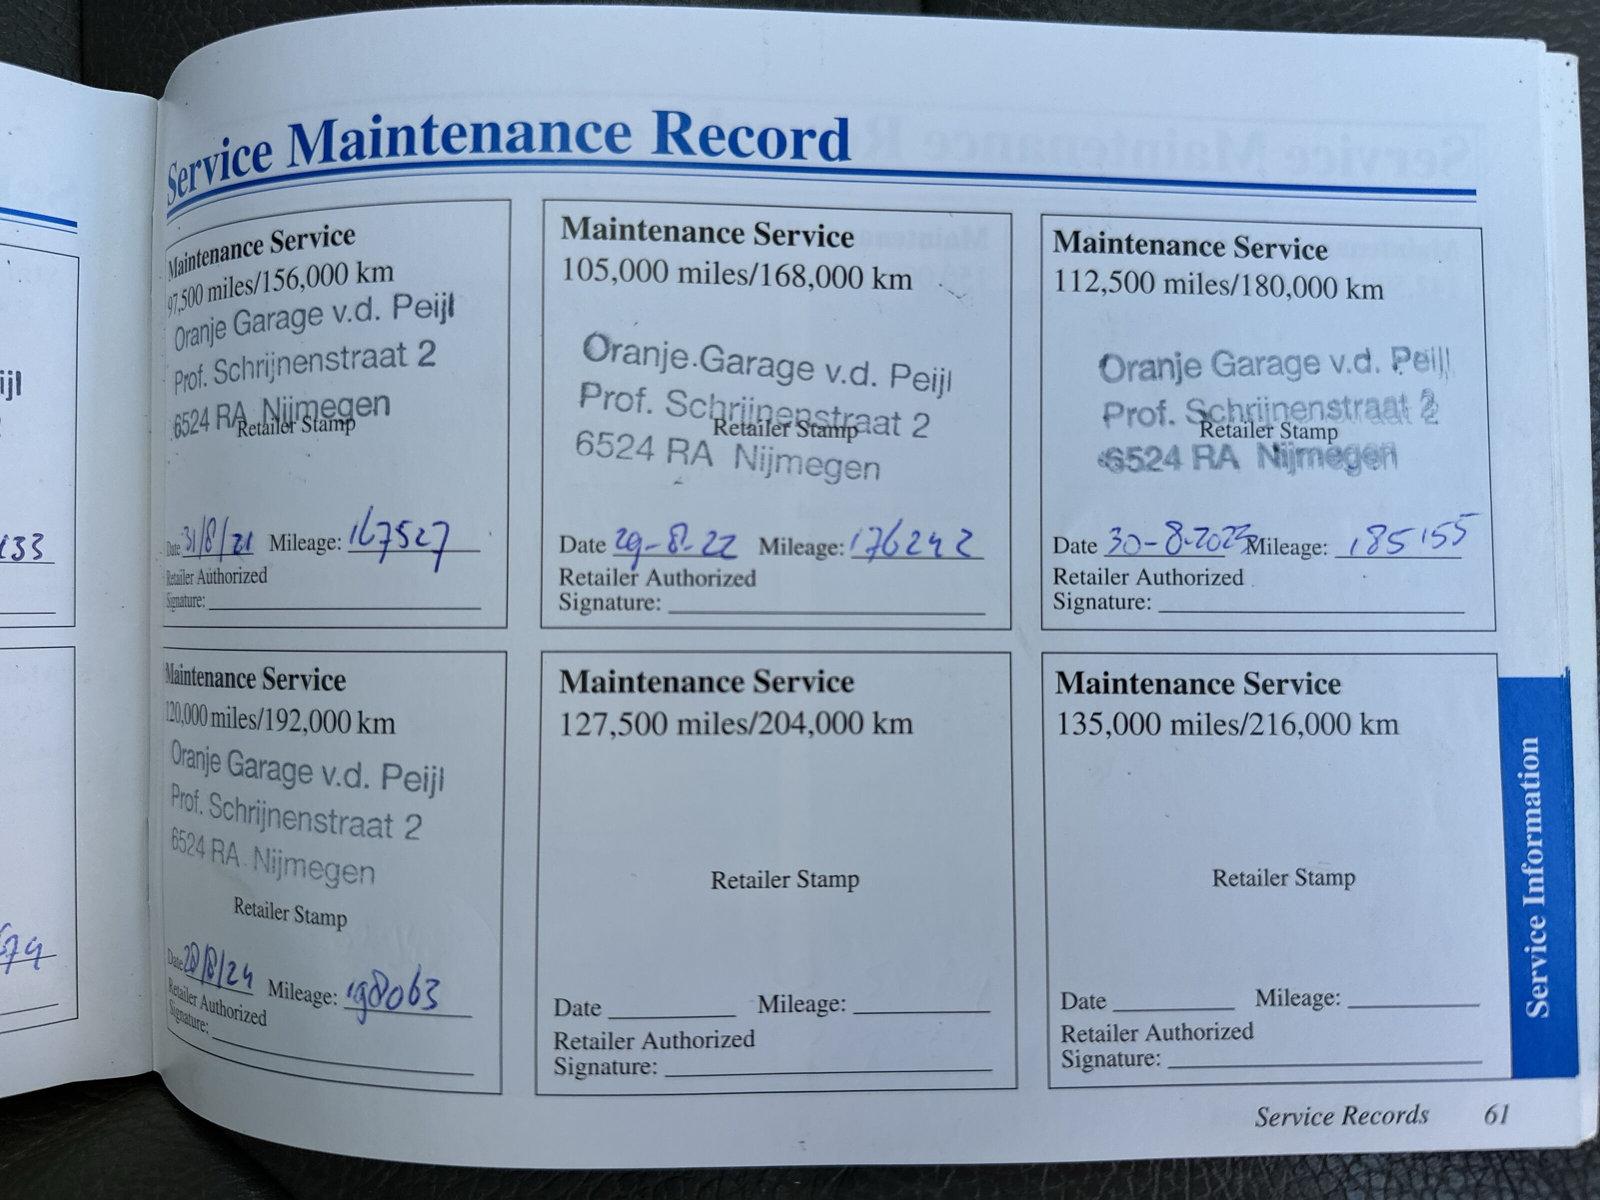 ijl
133
674
Service Maintenance Record
Maintenance Service
97,500 miles/156,000 km
Oranje Garage v.d. Peijl
Prof. Schrijnenstraat 2
6524 RA Nijmegen
Retailer Stamp
Date 31/8/21 Mileage: 167527
Retailer Authorized
Signature:
Maintenance Service
105,000 miles/168,000 km
Oranje Garage v.d. Peijl
Prof. Schrijnenstraat 2
Retailer Stamp
6524 RA Nijmegen
Date 29-8-22 Mileage: 176242
Retailer Authorized
Signature:
Maintenance Service
112,500 miles/180,000 km
Oranje Garage v.d. Peijl
Prof. Schrijnenstraat 2
Retailer Stamp
6524 RA Nijmegen
Date 30-8-2023 Mileage: 185155
Retailer Authorized
Signature:
Maintenance Service
120,000 miles/192,000 km
Oranje Garage v.d. Peijl
Prof. Schrijnenstraat 2
6524 RA Nijmegen
Retailer Stamp
Date 28/8/24 Mileage: 198063
Retailer Authorized
Signature:
Maintenance Service
127,500 miles/204,000 km
Retailer Stamp
Date Mileage:
Retailer Authorized
Signature:
Maintenance Service
135,000 miles/216,000 km
Retailer Stamp
Date Mileage:
Retailer Authorized
Signature:
Service Information
Service Records 61